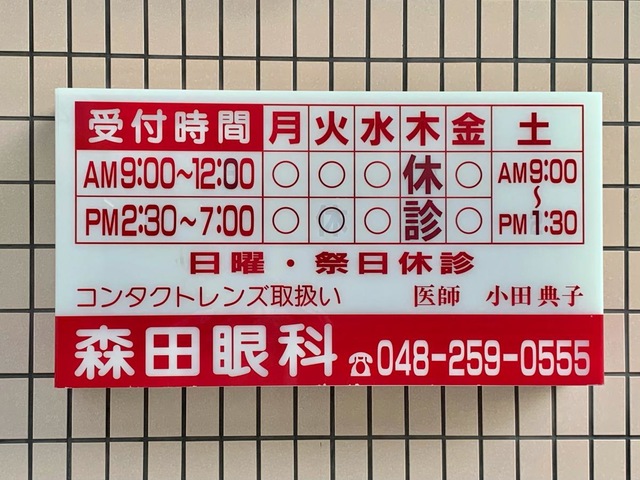 受付時間 月 火 水 木 金 土
AM9:00~12:00 ○ ○ ○ 休診 ○ AM9:00~PM1:30
PM2:30~7:00 ○ ○ ○ ○
日曜・祭日休診
コンタクトレンズ取扱い 医師 小田 典子
森田眼科 ☎048-259-0555